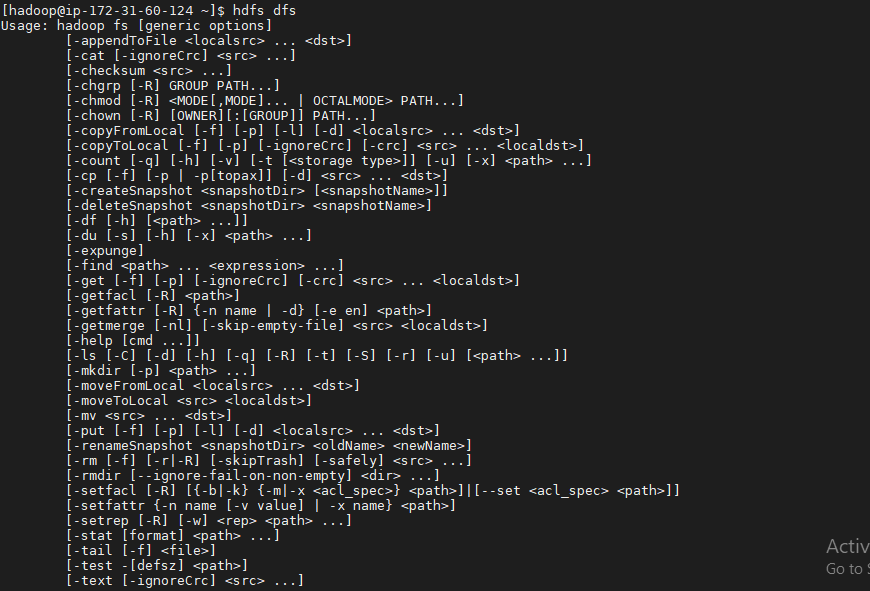 [hadoop@ip-172-31-60-124 ~]$ hdfs dfs
Usage: hadoop fs [generic options]
        [-appendToFile <localsrc> ... <dst>]
        [-cat [-ignoreCrc] <src> ...]
        [-checksum <src> ...]
        [-chgrp [-R] GROUP PATH...]
        [-chmod [-R] <MODE[,MODE]... | OCTALMODE> PATH...]
        [-chown [-R] [OWNER][:[GROUP]] PATH...]
        [-copyFromLocal [-f] [-p] [-l] [-d] <localsrc> ... <dst>]
        [-copyToLocal [-f] [-p] [-ignoreCrc] [-crc] <src> ... <localdst>]
        [-count [-q] [-h] [-v] [-t [<storage type>]] [-u] [-x] <path> ...]
        [-cp [-f] [-p | -p[topax]] [-d] <src> ... <dst>]
        [-createSnapshot <snapshotDir> [<snapshotName>]]
        [-deleteSnapshot <snapshotDir> <snapshotName>]
        [-df [-h] [<path> ...]]
        [-du [-s] [-h] [-x] <path> ...]
        [-expunge]
        [-find <path> ... <expression> ...]
        [-get [-f] [-p] [-ignoreCrc] [-crc] <src> ... <localdst>]
        [-getfacl [-R] <path>]
        [-getfattr [-R] {-n name | -d} [-e en] <path>]
        [-getmerge [-nl] [-skip-empty-file] <src> <localdst>]
        [-help [cmd ...]]
        [-ls [-C] [-d] [-h] [-q] [-R] [-t] [-S] [-r] [-u] [<path> ...]]
        [-mkdir [-p] <path> ...]
        [-moveFromLocal <localsrc> ... <dst>]
        [-moveToLocal <src> <localdst>]
        [-mv <src> ... <dst>]
        [-put [-f] [-p] [-l] [-d] <localsrc> ... <dst>]
        [-renameSnapshot <snapshotDir> <oldName> <newName>]
        [-rm [-f] [-r|-R] [-skipTrash] [-safely] <src> ...]
        [-rmdir [--ignore-fail-on-non-empty] <dir> ...]
        [-setfacl [-R] [{-b|-k} {-m|-x <acl_spec>} <path>]|[--set <acl_spec> <path>]]
        [-setfattr {-n name [-v value] | -x name} <path>]
        [-setrep [-R] [-w] <rep> <path> ...]
        [-stat [format] <path> ...]
        [-tail [-f] <file>]
        [-test -[defsz] <path>]
        [-text [-ignoreCrc] <src> ...]
Activ
Go to S